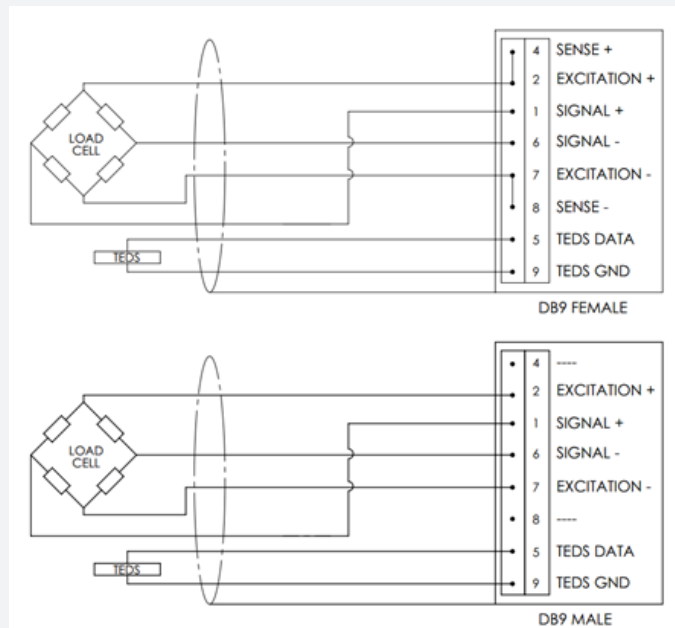 4 SENSE +
2 EXCITATION +
1 SIGNAL +
6 SIGNAL -
7 EXCITATION -
8 SENSE -
5 TEDS DATA
9 TEDS GND
LOAD
CELL
TEDS
DB9 FEMALE
4 ----
2 EXCITATION +
1 SIGNAL +
6 SIGNAL -
7 EXCITATION -
8 ----
5 TEDS DATA
9 TEDS GND
LOAD
CELL
TEDS
DB9 MALE